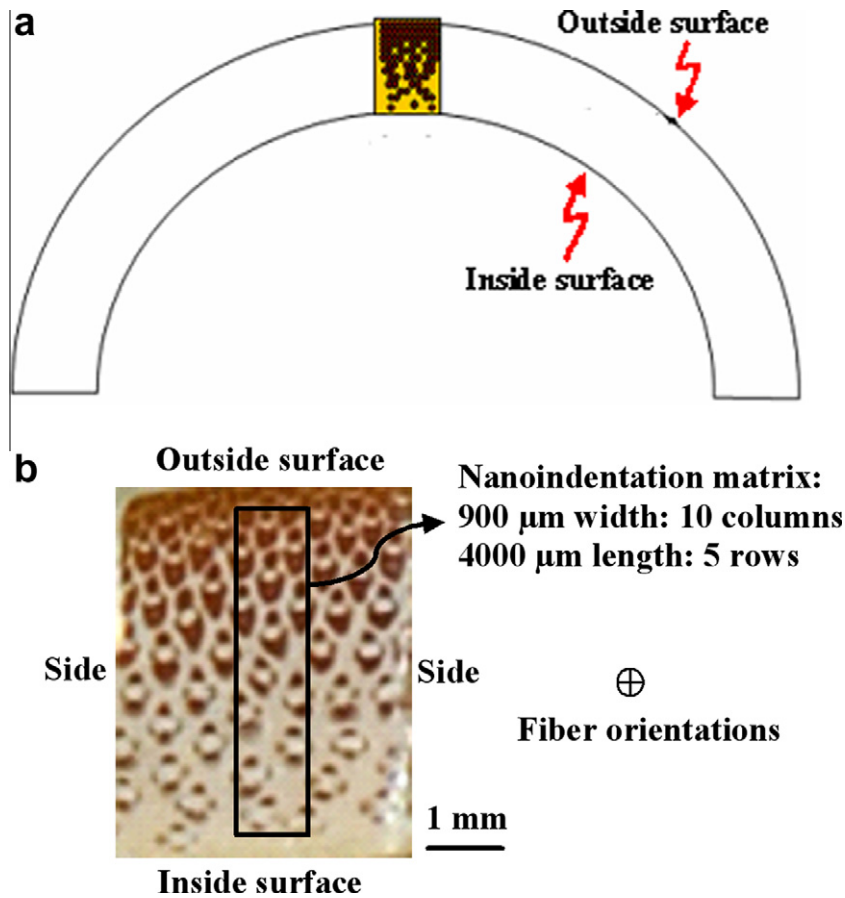 a
Outside surface
Inside surface
b
Outside surface
Nanoindentation matrix:
900 μm width: 10 columns
4000 μm length: 5 rows
Side
Side
Fiber orientations
1 mm
Inside surface